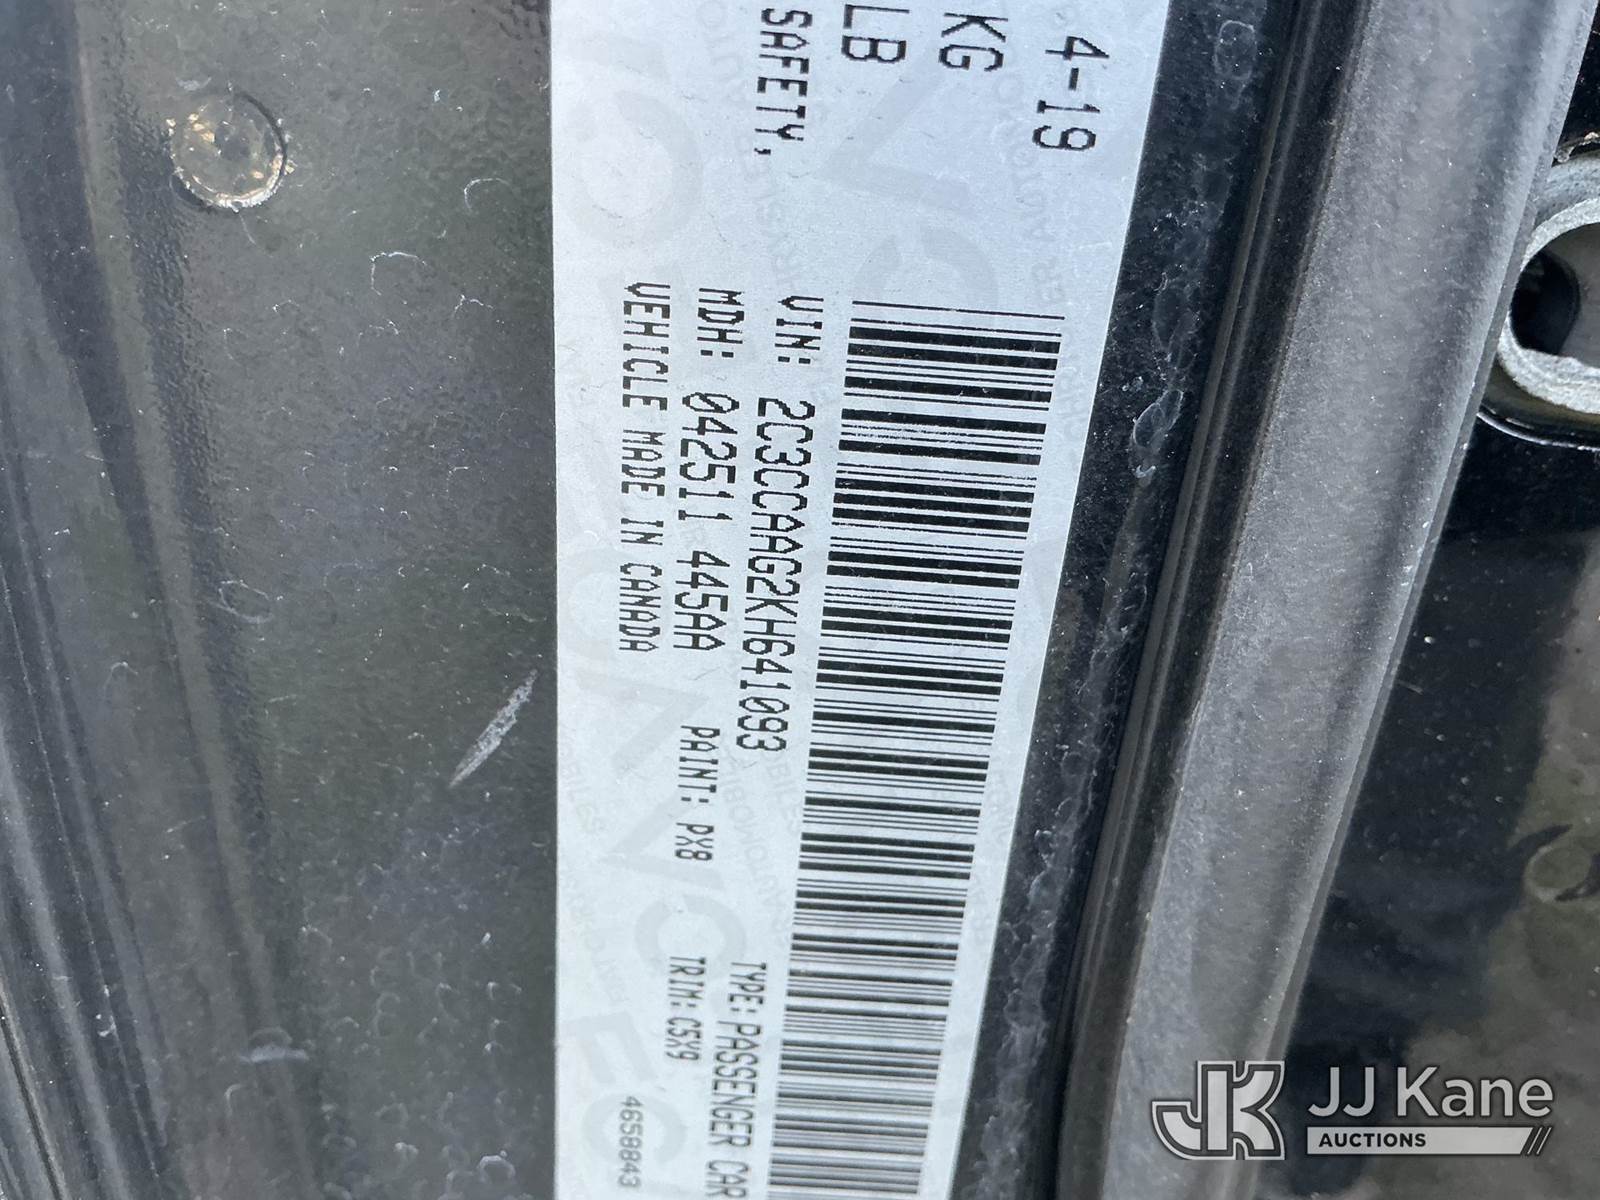 4-19
KG
LB
SAFETY,
VIN: 2C3CCAAG2KH641093
TYPE: PASSENGER CAR
MDH: 042511 445AA
PAINT: PX8
TRIM: C5X9
VEHICLE MADE IN CANADA
4658843
JJ Kane
AUCTIONS